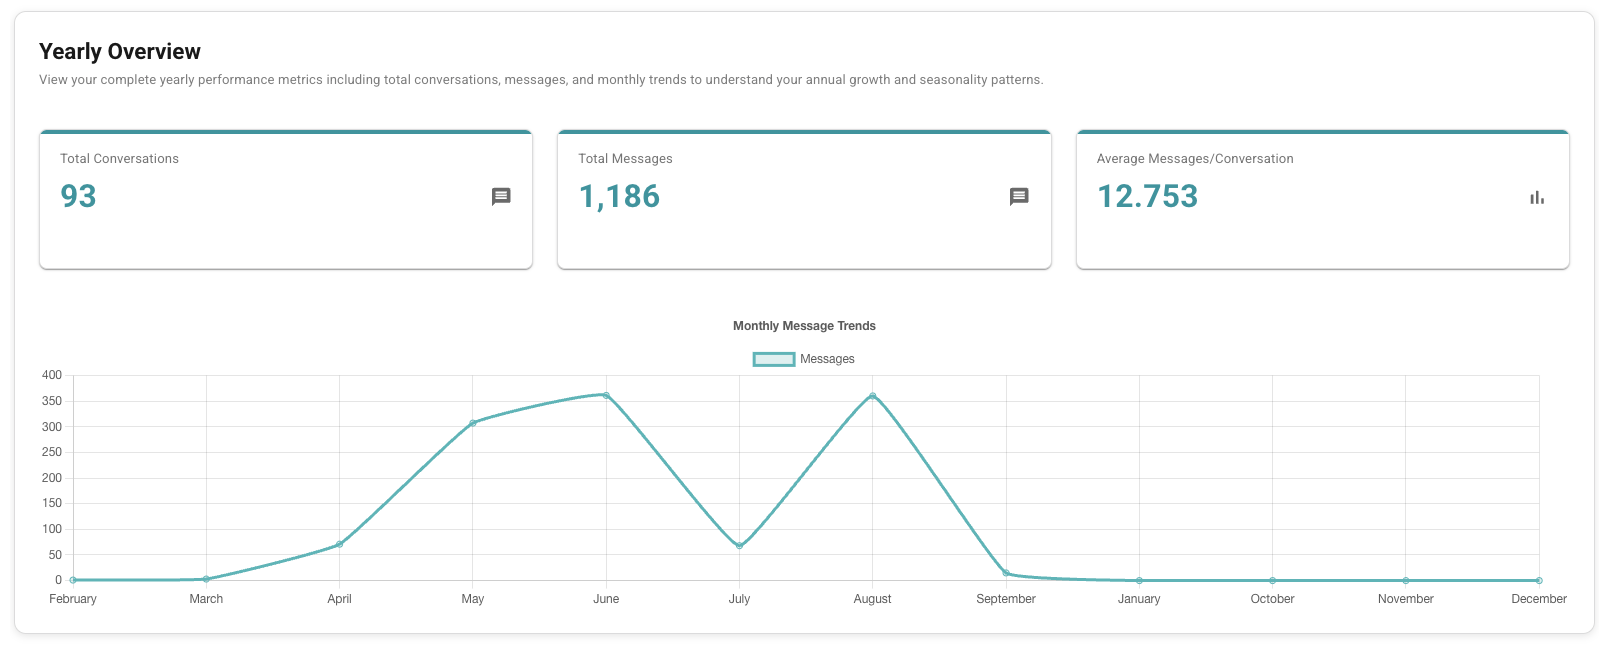 Yearly Overview
View your complete yearly performance metrics including total conversations, messages, and monthly trends to understand your annual growth and seasonality patterns.
Total Conversations
93
Total Messages
1,186
Average Messages/Conversation
12.753
Monthly Message Trends
Messages
400
350
300
250
200
150
100
50
0
February March April May June July August September January October November December